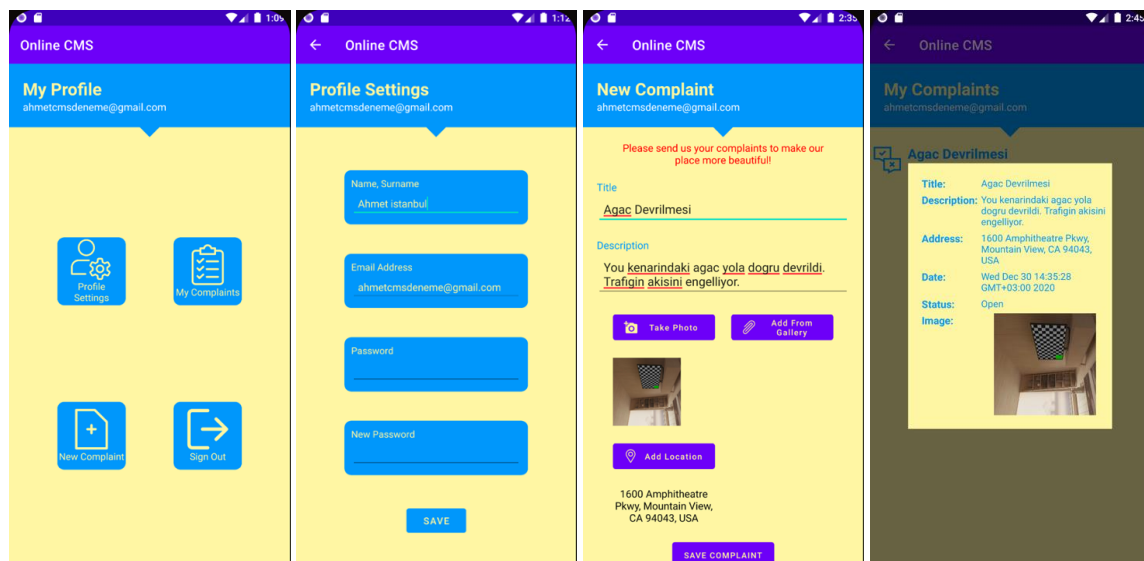 1:09
Online CMS
My Profile
ahmetcmsdeneme@gmail.com
Profile
Settings
My Complaints
New Complaint
Sign Out
1:12
Online CMS
Profile Settings
ahmetcmsdeneme@gmail.com
Name, Surname
Ahmet istanbul
Email Address
ahmetcmsdeneme@gmail.com
Password
New Password
SAVE
2:35
Online CMS
New Complaint
ahmetcmsdeneme@gmail.com
Please send us your complaints to make our
place more beautiful!
Title
Agac Devrilmesi
Description
You kenarindaki agac yola dogru devrildi.
Trafigin akisini engelliyor.
Take Photo
Add From
Gallery
Add Location
1600 Amphitheatre
Pkwy, Mountain View,
CA 94043, USA
SAVE COMPLAINT
2:45
Online CMS
My Complaints
ahmetcmsdeneme@gmail.com
Agac Devrilmesi
Title: Agac Devrilmesi
Description: You kenarindaki agac yola
dogru devrildi. Trafigin akisini
engelliyor.
Address: 1600 Amphitheatre Pkwy,
Mountain View, CA 94043,
USA
Date: Wed Dec 30 14:35:28
GMT+03:00 2020
Status: Open
Image: